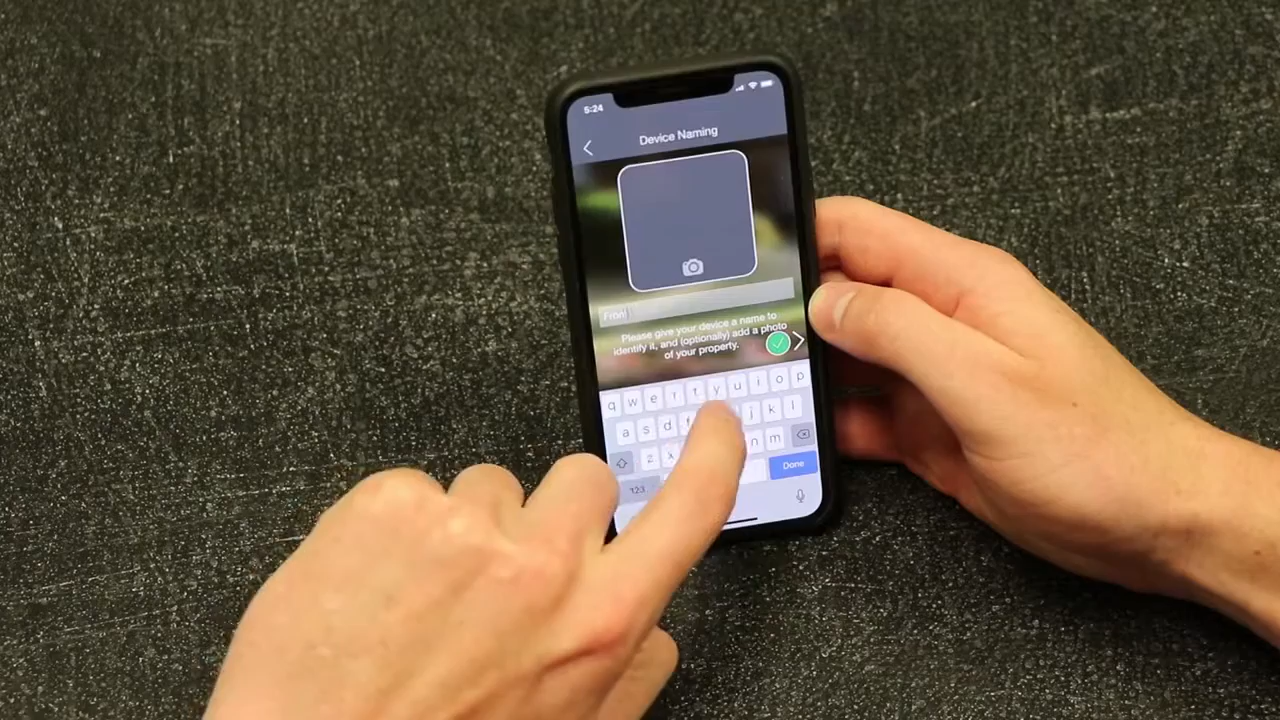 5:24
Device Naming
Please give your device a name to
identify it, and (optionally) add a photo
of your property.
q w e r t y u i o p
a s d f j k l
z x n m
123 Done